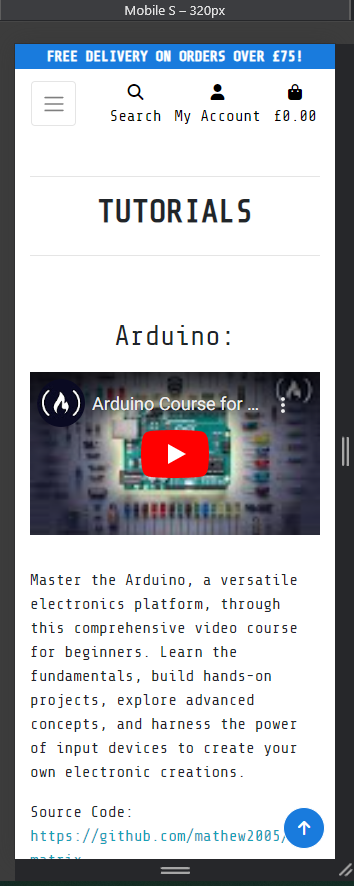 Mobile S – 320px
FREE DELIVERY ON ORDERS OVER £75!
Search My Account £0.00
TUTORIALS
Arduino:
Arduino Course for ...
Master the Arduino, a versatile
electronics platform, through
this comprehensive video course
for beginners. Learn the
fundamentals, build hands-on
projects, explore advanced
concepts, and harness the power
of input devices to create your
own electronic creations.
Source Code:
https://github.com/mathew2005/
matrix